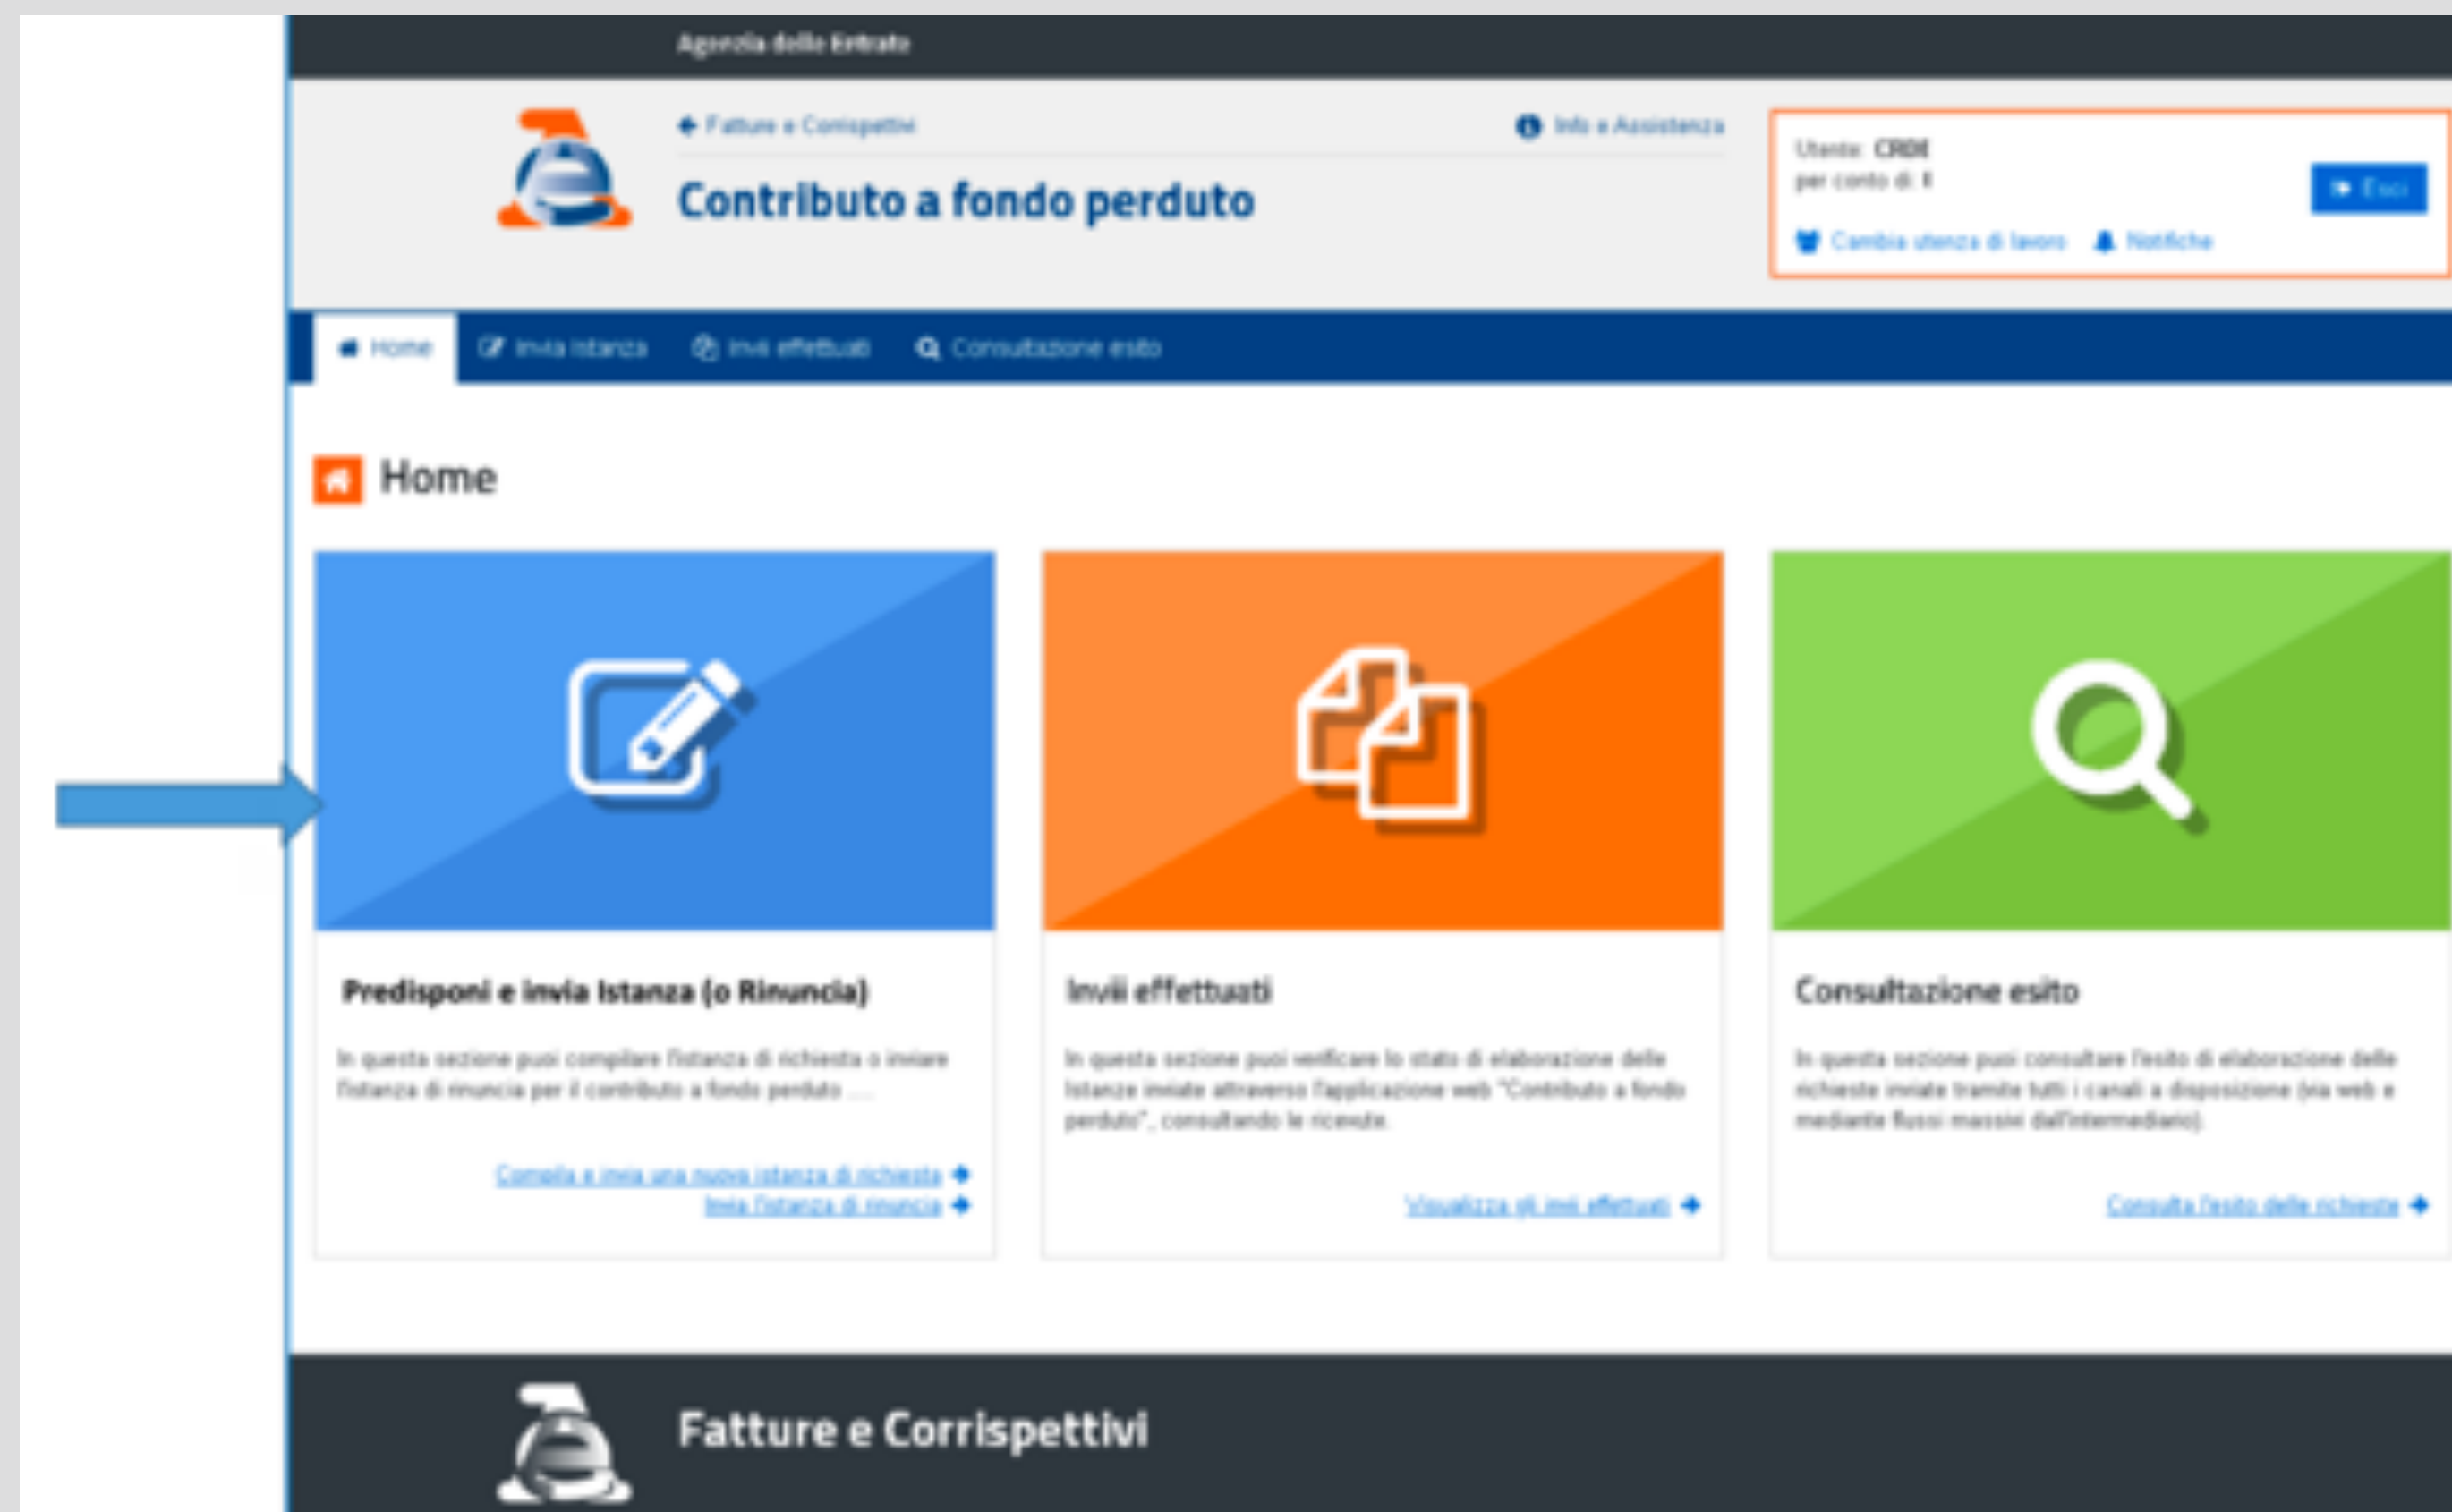 Agenzia delle Entrate
Fatture e Corrispettivi
Info e Assistenza
Contributo a fondo perduto
Utente: CRDE
per conto di:
Esci
Cambia utenza di lavoro
Notifiche
Home
Invia istanza
Invii effettuati
Consultazione esito
Home
Predisponi e invia Istanza (o Rinuncia)
In questa sezione puoi compilare l'istanza di richiesta o inviare
l'istanza di rinuncia per il contributo a fondo perduto ....
Compila e invia una nuova istanza di richiesta
Invia l'istanza di rinuncia
Invii effettuati
In questa sezione puoi verificare lo stato di elaborazione delle
Istanze inviate attraverso l'applicazione web "Contributo a fondo
perduto", consultando le ricevute.
Visualizza gli invii effettuati
Consultazione esito
In questa sezione puoi consultare l'esito di elaborazione delle
richieste inviate tramite tutti i canali a disposizione (via web e
mediante flussi massivi dall'intermediario).
Consulta l'esito delle richieste
Fatture e Corrispettivi